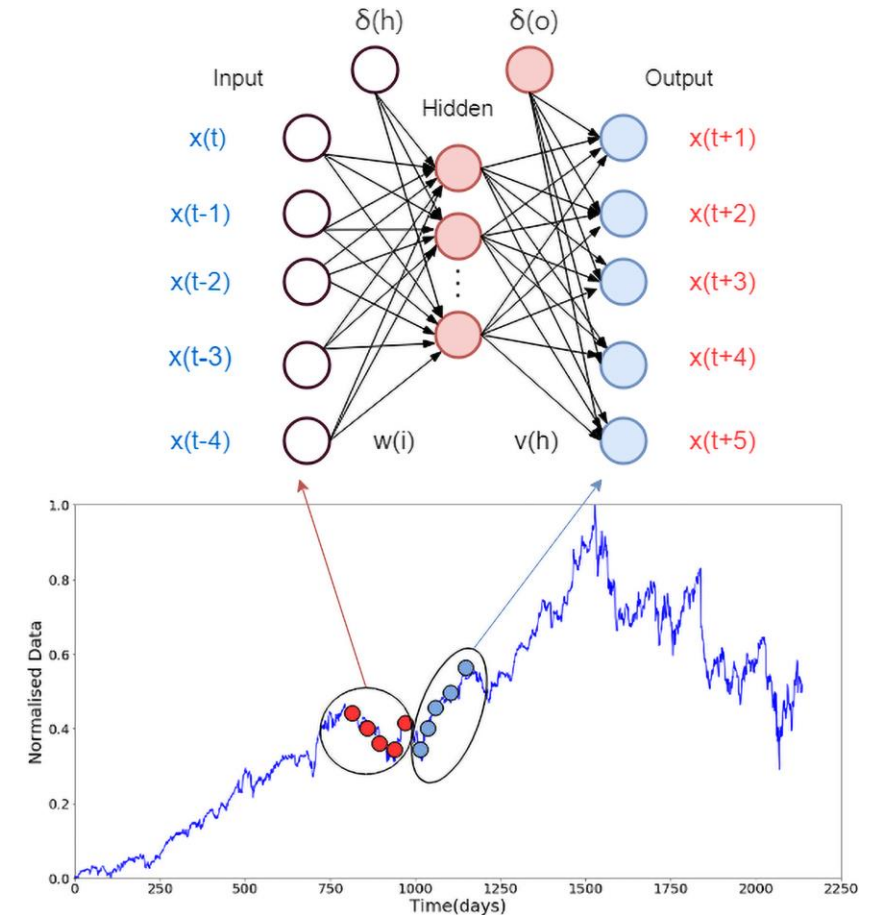 δ(h)
δ(o)
Input
Output
Hidden
x(t)
x(t+1)
x(t-1)
x(t+2)
x(t-2)
x(t+3)
x(t-3)
x(t+4)
x(t-4)
w(i)
v(h)
x(t+5)
1.0
0.8
0.6
0.4
0.2
0.0
Normalised Data
0
250
500
750
1000
1250
1500
1750
2000
2250
Time(days)